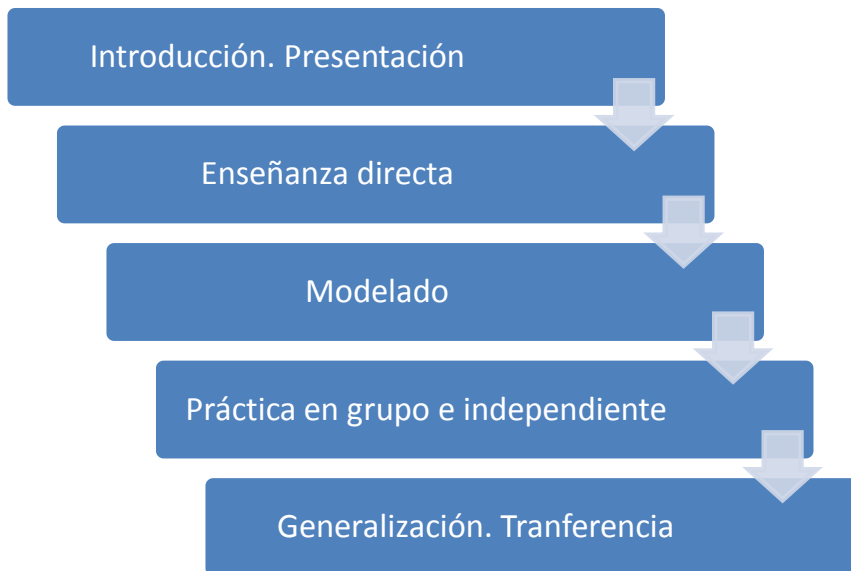 Introducción. Presentación
Enseñanza directa
Modelado
Práctica en grupo e independiente
Generalización. Tranferencia